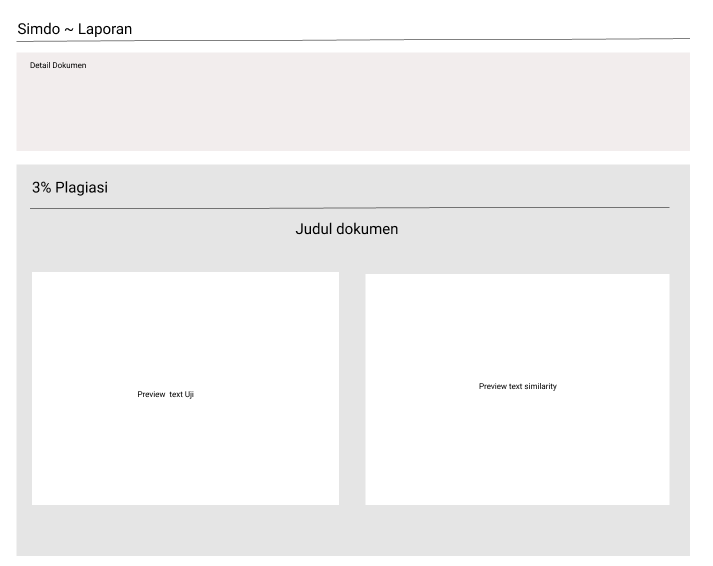 Simdo ~ Laporan
Detail Dokumen
3% Plagiasi
Judul dokumen
Preview text Uji
Preview text similarity